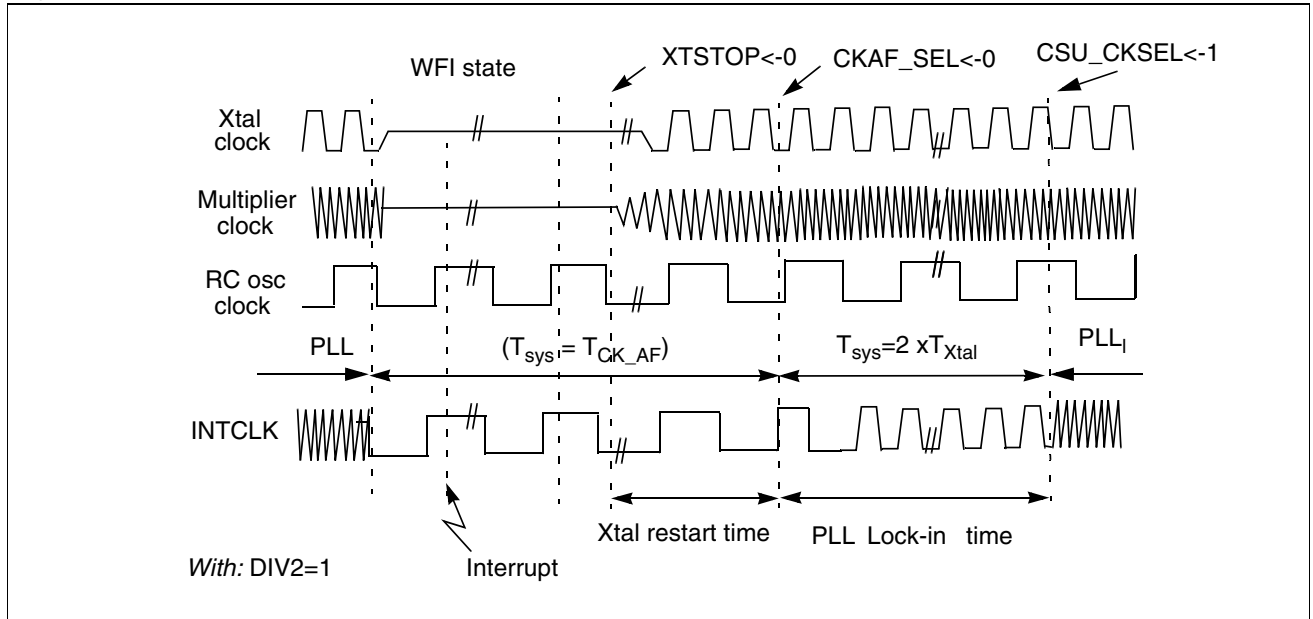 WFI state
XTSTOP<-0
CKAF_SEL<-0
CSU_CKSEL<-1
Xtal
clock
Multiplier
clock
RC osc
clock
PLL
(Tsys = TCK_AF)
Tsys=2 xTXtal
PLLI
INTCLK
Xtal restart time
PLL Lock-in time
With: DIV2=1
Interrupt